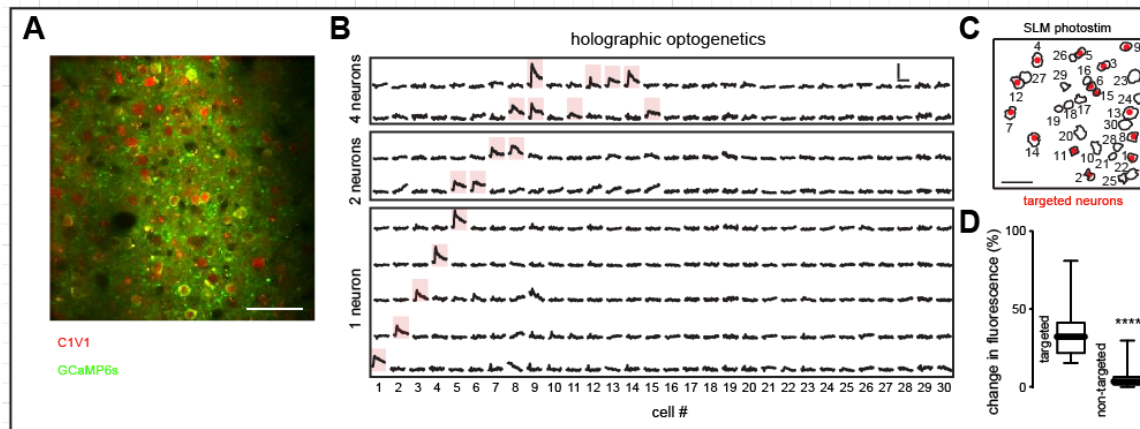 A
C1V1
GCaMP6s
B
holographic optogenetics
4 neurons
2 neurons
1 neuron
1 2 3 4 5 6 7 8 9 10 11 12 13 14 15 16 17 18 19 20 21 22 23 24 25 26 27 28 29 30
cell #
C
SLM photostim
4 26 5 9
3
27 29 16 23
12 6
15 24
18 17
19 13
7 30
20 8
28
14 11 10 1
21
22
2 25
targeted neurons
D
change in fluorescence (%)
100
50
0
targeted
non-targeted
****